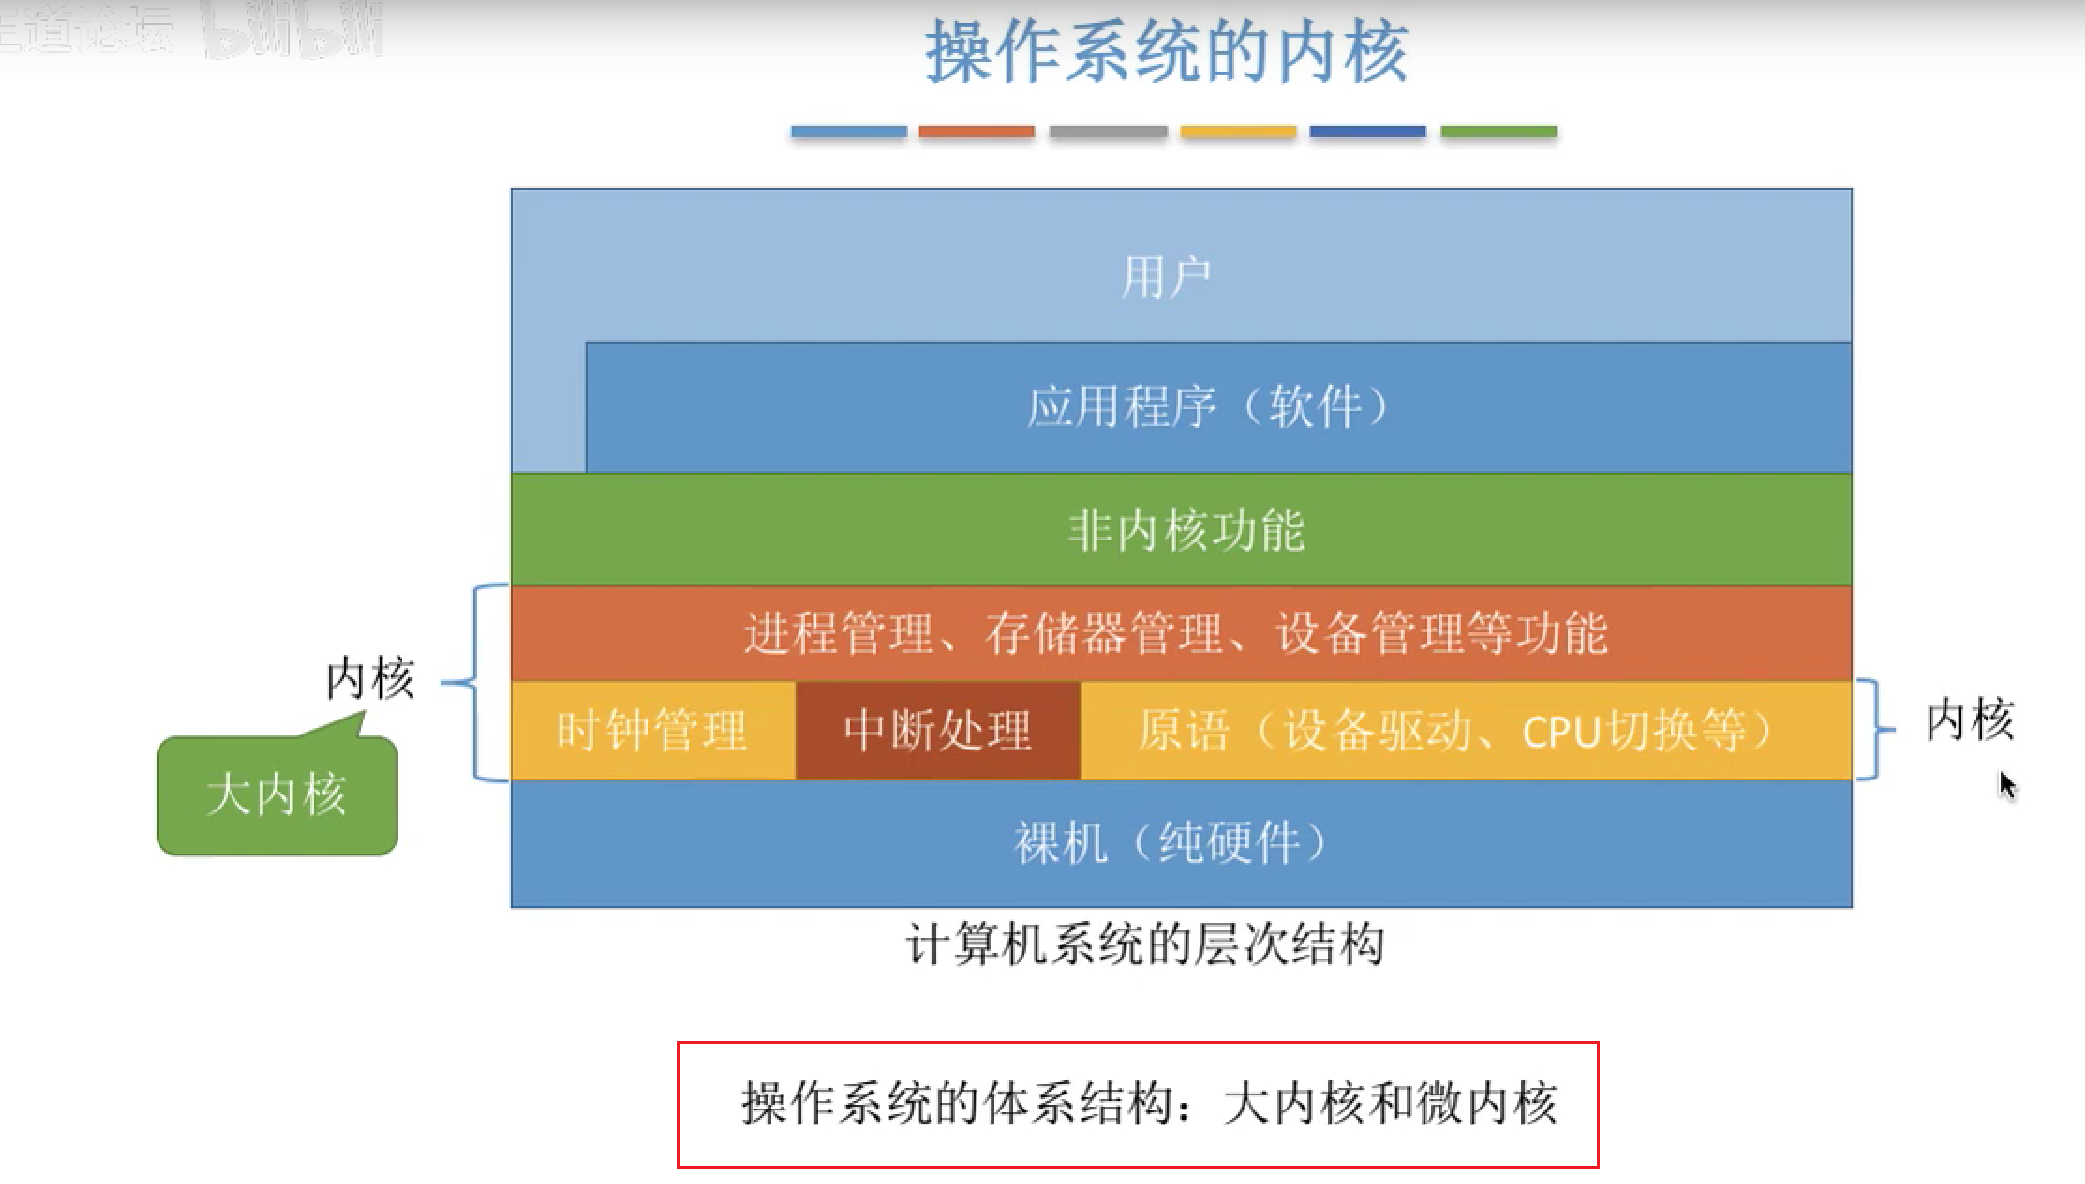 王道论坛 bilibili
操作系统的内核
用户
应用程序（软件）
非内核功能
进程管理、存储器管理、设备管理等功能
内核
时钟管理
中断处理
原语（设备驱动、CPU切换等）
内核
大内核
裸机（纯硬件）
计算机系统的层次结构
操作系统的体系结构：大内核和微内核